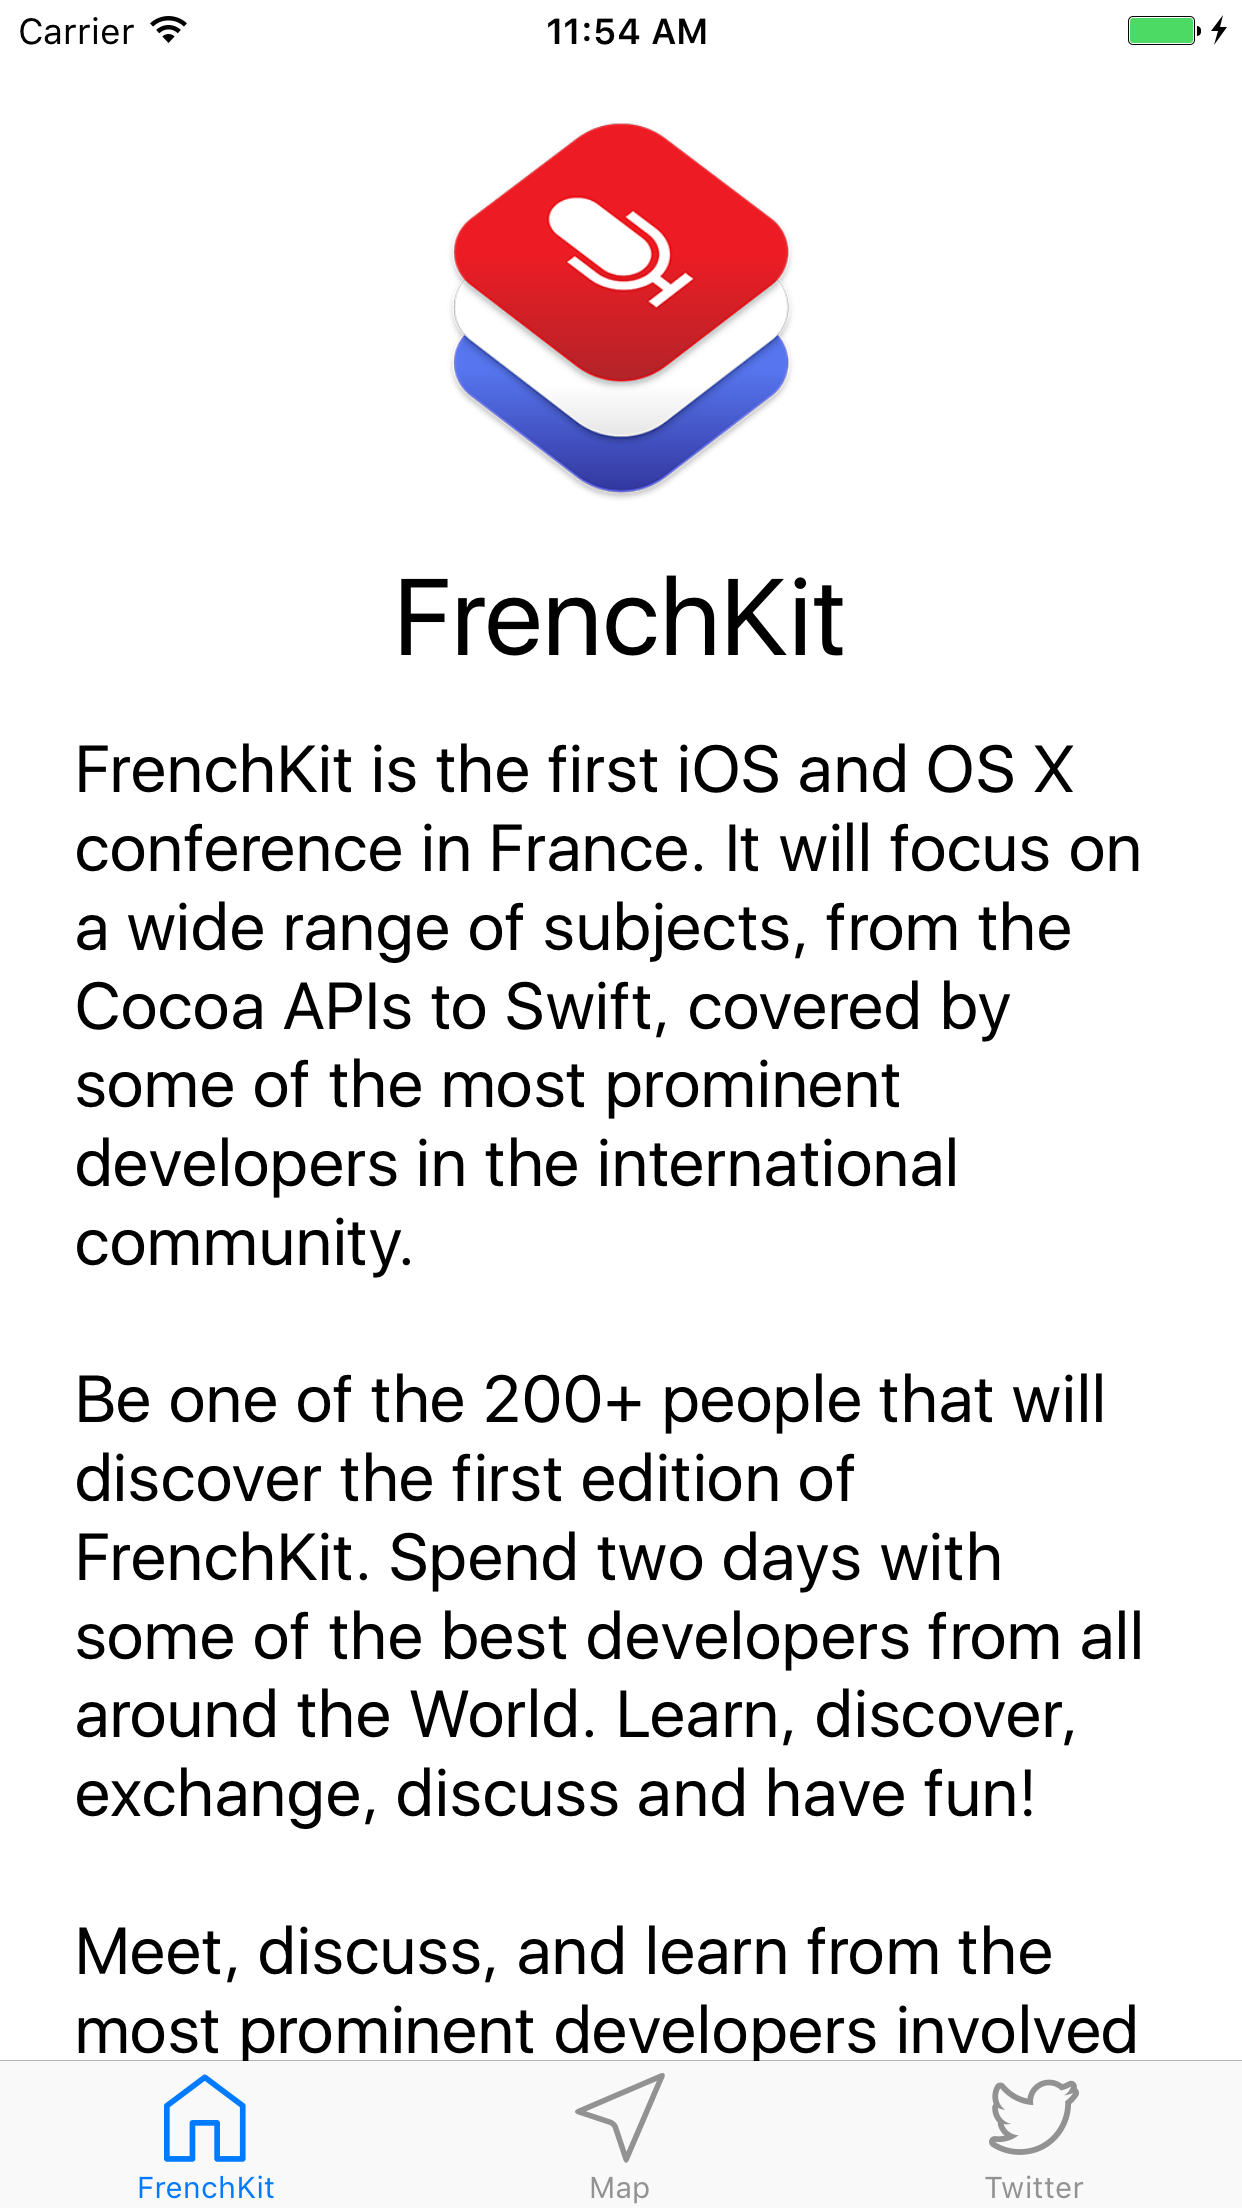 Carrier
11:54 AM
FrenchKit
FrenchKit is the first iOS and OS X
conference in France. It will focus on
a wide range of subjects, from the
Cocoa APIs to Swift, covered by
some of the most prominent
developers in the international
community.
Be one of the 200+ people that will
discover the first edition of
FrenchKit. Spend two days with
some of the best developers from all
around the World. Learn, discover,
exchange, discuss and have fun!
Meet, discuss, and learn from the
most prominent developers involved
FrenchKit
Map
Twitter